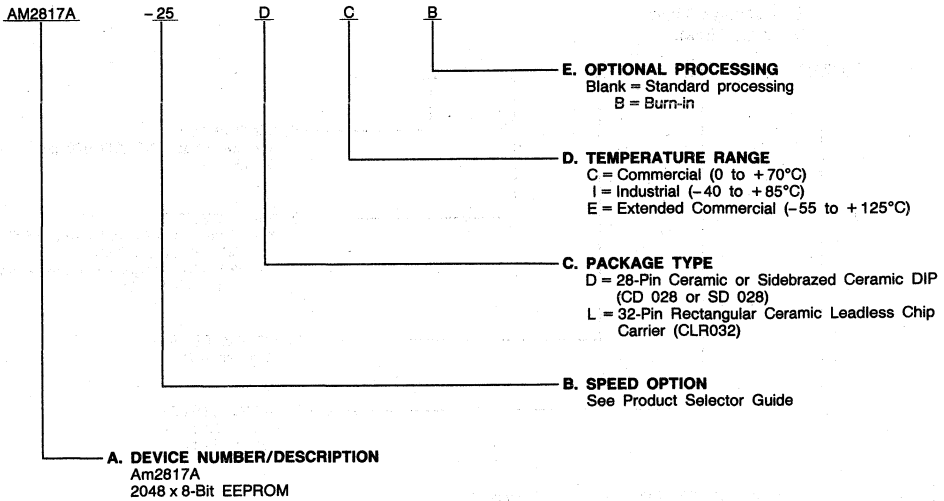 AM2817A -25 D C B
E. OPTIONAL PROCESSING
Blank = Standard processing
B = Burn-in
D. TEMPERATURE RANGE
C = Commercial (0 to +70°C)
I = Industrial (-40 to +85°C)
E = Extended Commercial (-55 to +125°C)
C. PACKAGE TYPE
D = 28-Pin Ceramic or Sidebrazed Ceramic DIP
(CD 028 or SD 028)
L = 32-Pin Rectangular Ceramic Leadless Chip
Carrier (CLR032)
B. SPEED OPTION
See Product Selector Guide
A. DEVICE NUMBER/DESCRIPTION
Am2817A
2048 x 8-Bit EEPROM